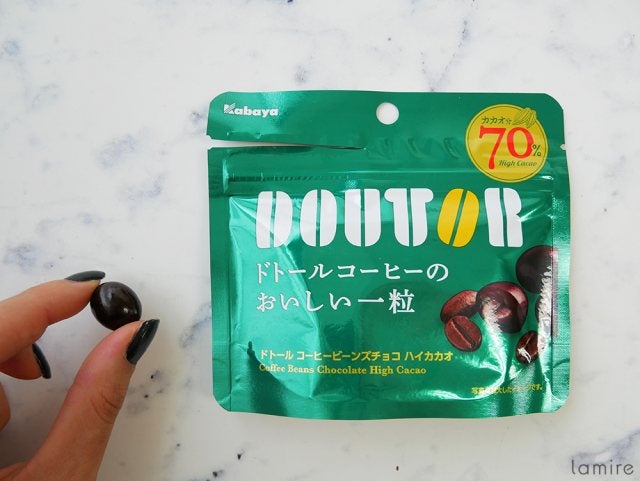 Kabaya
カカオ分
70%
High Cacao
DOUTOR
ドトールコーヒーの
おいしい一粒
ドトール コーヒービーンズチョコ ハイカカオ
Coffee Beans Chocolate High Cacao
lamire